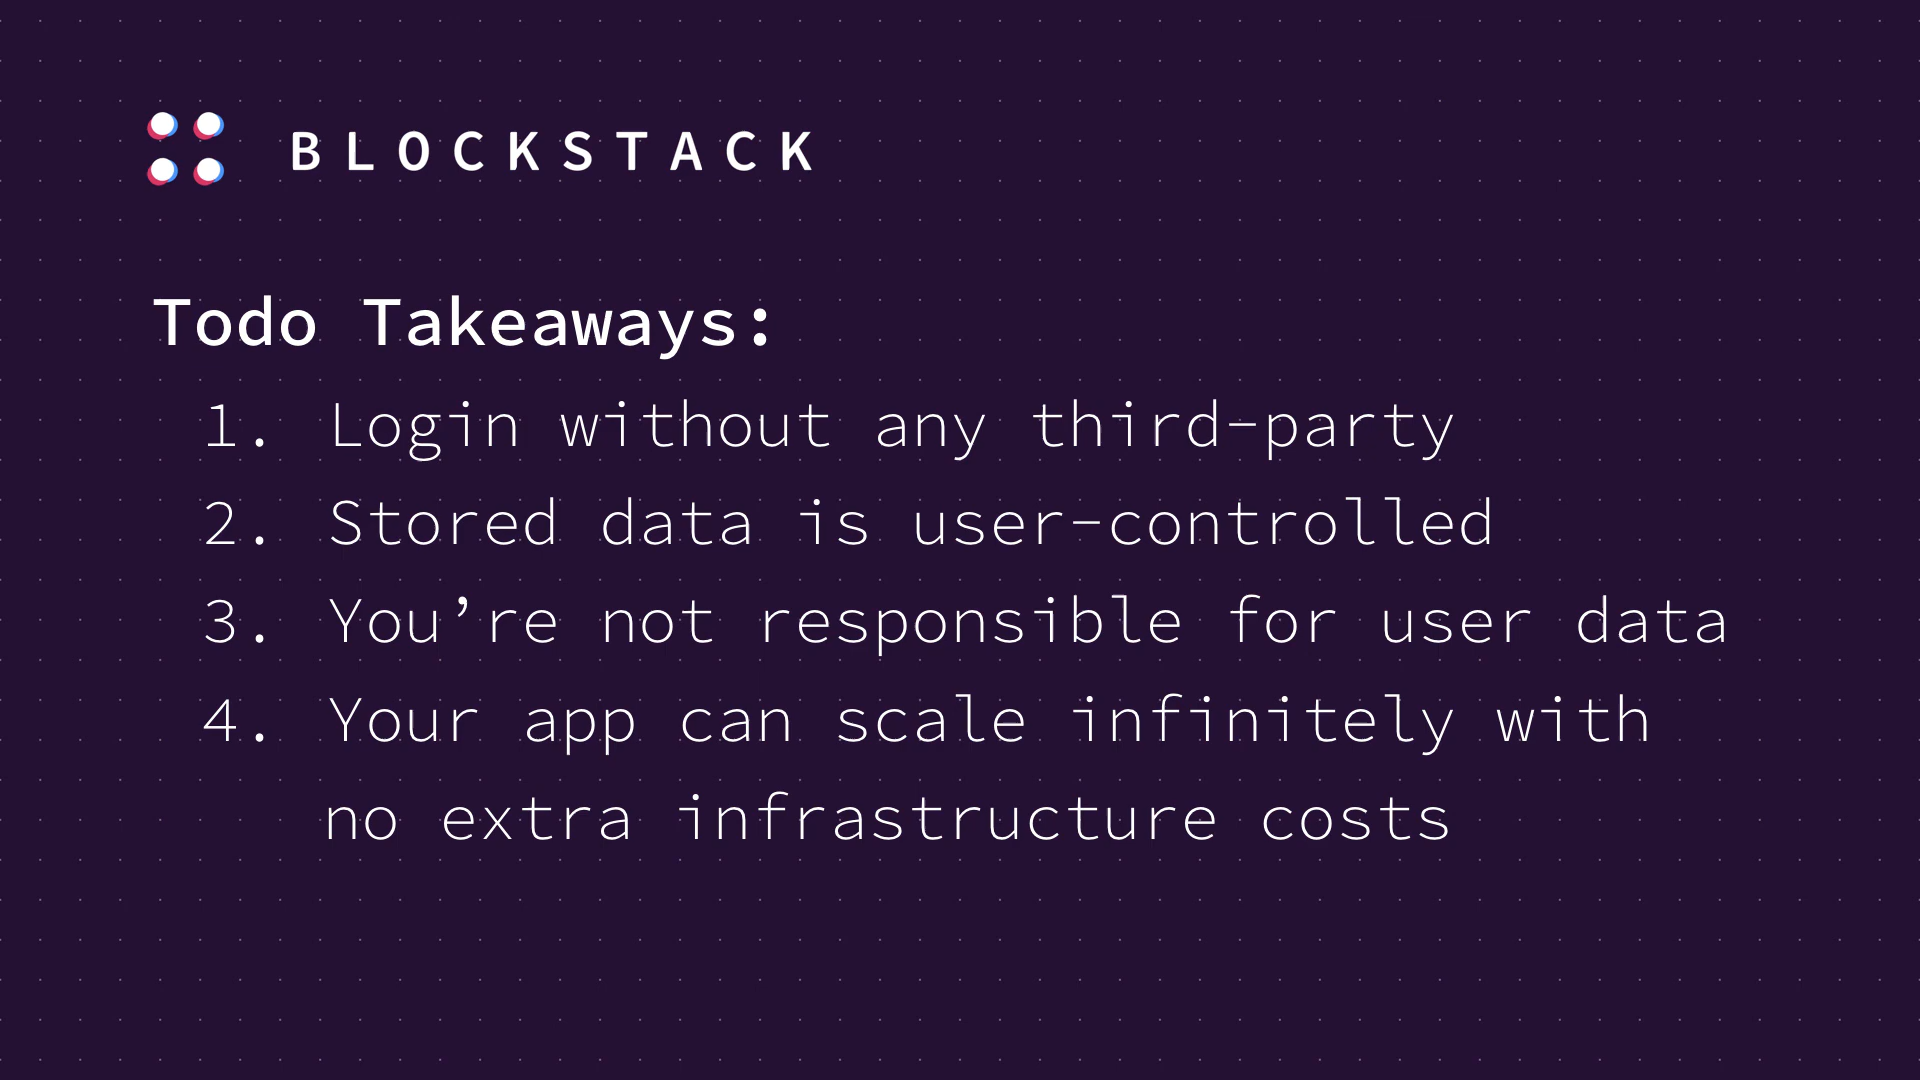 BLOCKSTACK
Todo Takeaways:
1. Login without any third-party
2. Stored data is user-controlled
3. You’re not responsible for user data
4. Your app can scale infinitely with
no extra infrastructure costs